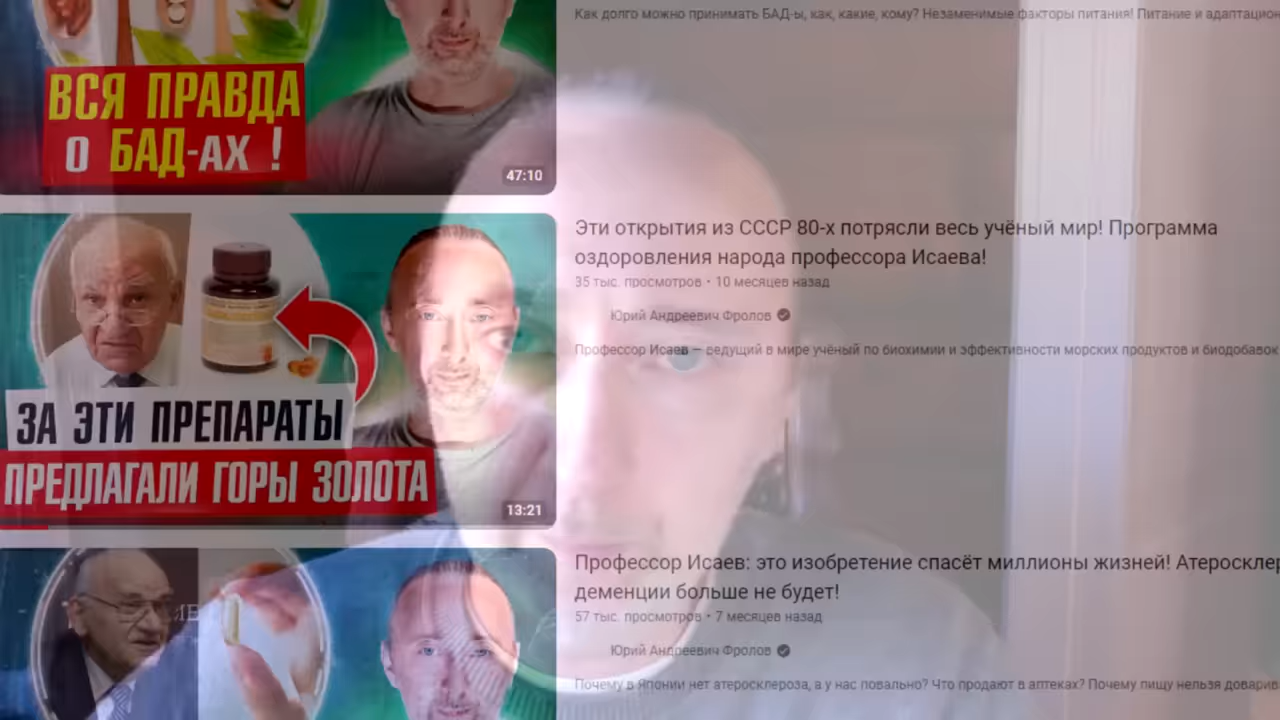 Как долго можно принимать БАД-ы, как, какие, кому? Незаменимые факторы питания! Питание и
ВСЯ ПРАВДА
О БАД-АХ !
47:10
Эти открытия из СССР 80-х потрясли весь учёный мир! Программа
оздоровления народа профессора Исаева!
35 тыс. просмотров • 10 месяцев назад
Юрий Андреевич Фролов
Профессор Исаев – ведущий в мире учёный по биохимии и эффективности морских продуктов и биодобавок
ЗА ЭТИ ПРЕПАРАТЫ
ПРЕДЛАГАЛИ ГОРЫ ЗОЛОТА
13:21
Профессор Исаев: это изобретение спасёт миллионы жизней!
деменции больше не будет!
57 тыс. просмотров • 7 месяцев назад
Юрий Андреевич Фролов
Почему в Японии нет атеросклероза, а у нас повально? Что продают в аптеках? Почему пищу нельзя